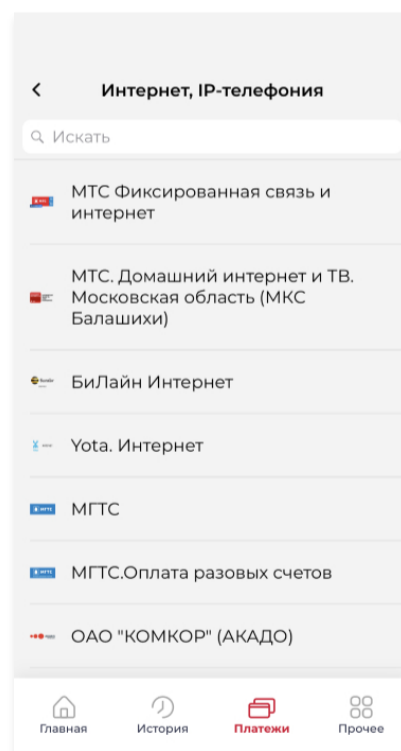 Интернет, IP-телефония
Искать
МТС Фиксированная связь и
интернет
МТС. Домашний интернет и ТВ.
Московская область (МКС
Балашихи)
БиЛайн Интернет
Yota. Интернет
МГТС
МГТС.Оплата разовых счетов
ОАО "КОМКОР" (АКАДО)
Главная
История
Платежи
Прочее